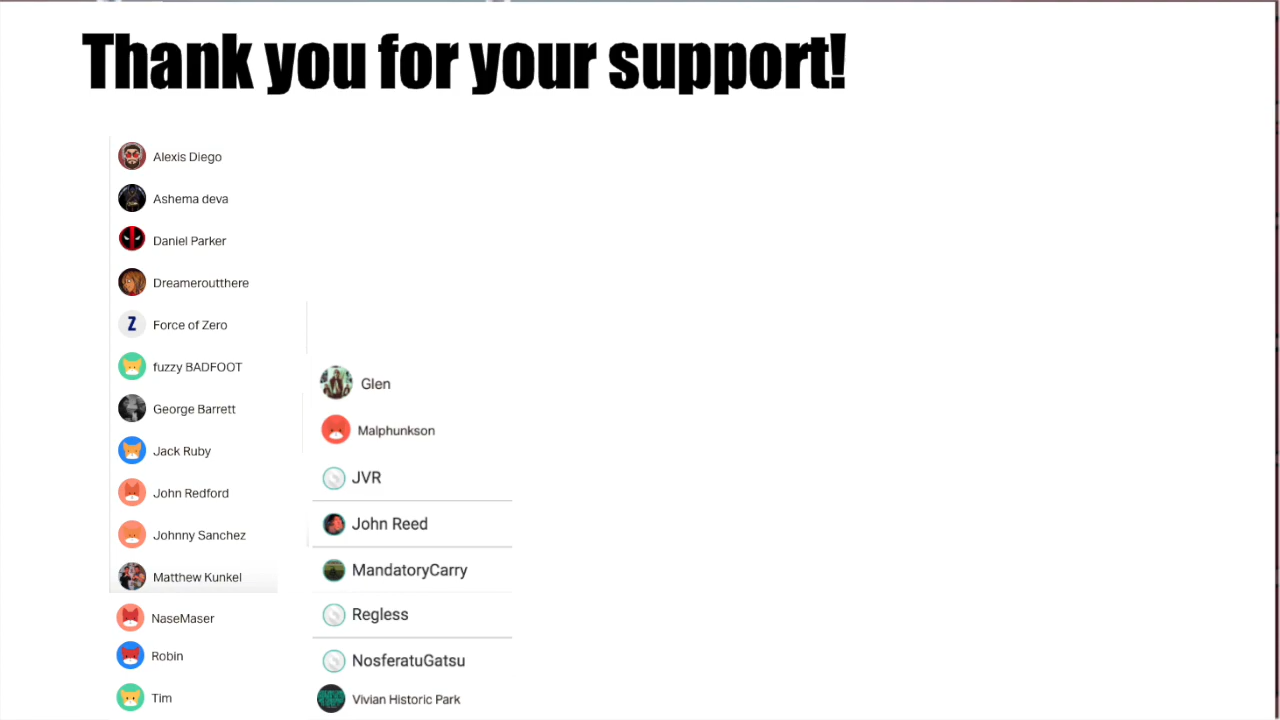 Thank you for your support!
Alexis Diego
Ashema deva
Daniel Parker
Dreameroutthere
Z
Force of Zero
fuzzy BADFOOT
George Barrett
Jack Ruby
John Redford
Johnny Sanchez
Matthew Kunkel
NaseMaser
Robin
Tim
Glen
Malphunkson
JVR
John Reed
MandatoryCarry
Regless
NosferatuGatsu
Vivian Historic Park